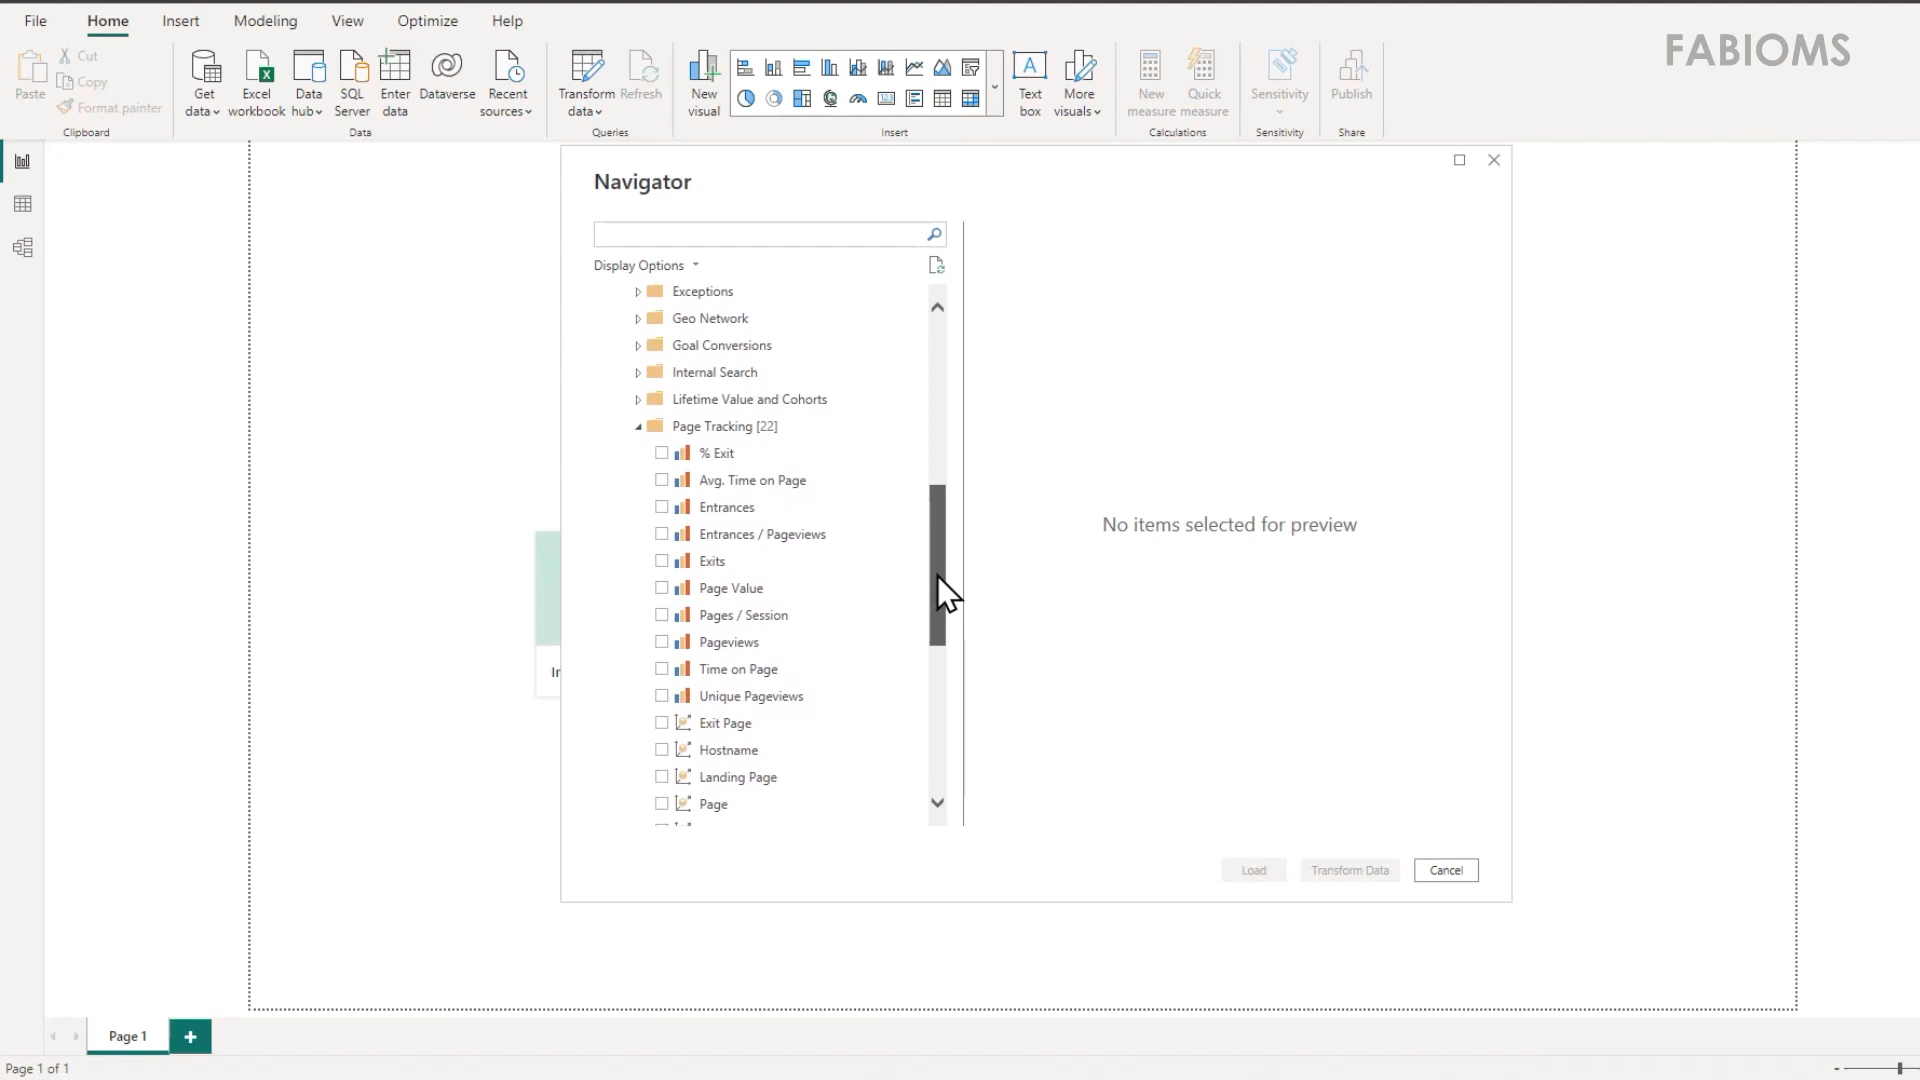 File Home Insert Modeling View Optimize Help
FABIOMS
Paste
Cut
Copy
Format painter
Clipboard
Get data
Excel workbook
Data hub
SQL Server
Enter data
Dataverse
Recent sources
Data
Transform data
Refresh
Queries
New visual
Text box
More visuals
Insert
New measure
Quick measure
Calculations
Sensitivity
Sensitivity
Publish
Share
Navigator
Display Options
Exceptions
Geo Network
Goal Conversions
Internal Search
Lifetime Value and Cohorts
Page Tracking [22]
% Exit
Avg. Time on Page
Entrances
Entrances / Pageviews
Exits
Page Value
Pages / Session
Pageviews
Time on Page
Unique Pageviews
Exit Page
Hostname
Landing Page
Page
No items selected for preview
Load
Transform Data
Cancel
Page 1
Page 1 of 1